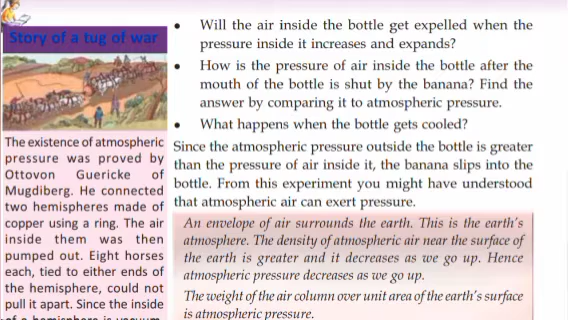 Story of a tug of war
The existence of atmospheric
pressure was proved by
Ottovon Guericke of
Mugdiberg. He connected
two hemispheres made of
copper using a ring. The air
inside them was then
pumped out. Eight horses
each, tied to either ends of
the hemisphere, could not
pull it apart. Since the inside
of a hemisphere is vacuum,
• Will the air inside the bottle get expelled when the
pressure inside it increases and expands?
• How is the pressure of air inside the bottle after the
mouth of the bottle is shut by the banana? Find the
answer by comparing it to atmospheric pressure.
• What happens when the bottle gets cooled?
Since the atmospheric pressure outside the bottle is greater
than the pressure of air inside it, the banana slips into the
bottle. From this experiment you might have understood
that atmospheric air can exert pressure.
An envelope of air surrounds the earth. This is the earth's
atmosphere. The density of atmospheric air near the surface of
the earth is greater and it decreases as we go up. Hence
atmospheric pressure decreases as we go up.
The weight of the air column over unit area of the earth's surface
is atmospheric pressure.